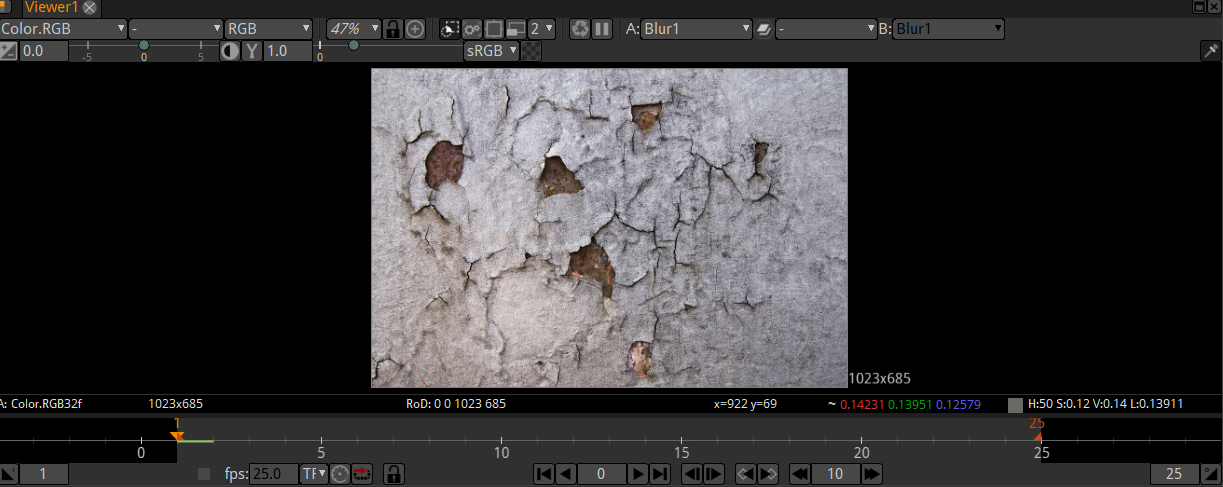 Viewer1
Color.RGB - RGB 47% 2 A: Blur1 - B: Blur1
0.0 -5 0 5 Y 1.0 0 sRGB
1023x685
A: Color.RGB32f 1023x685 RoD: 0 0 1023 685 x=922 y=69 ~ 0.14231 0.13951 0.12579 H:50 S:0.12 V:0.14 L:0.13911
1 25
0 5 10 15 20 25
1 fps: 25.0 TF 0 10 25